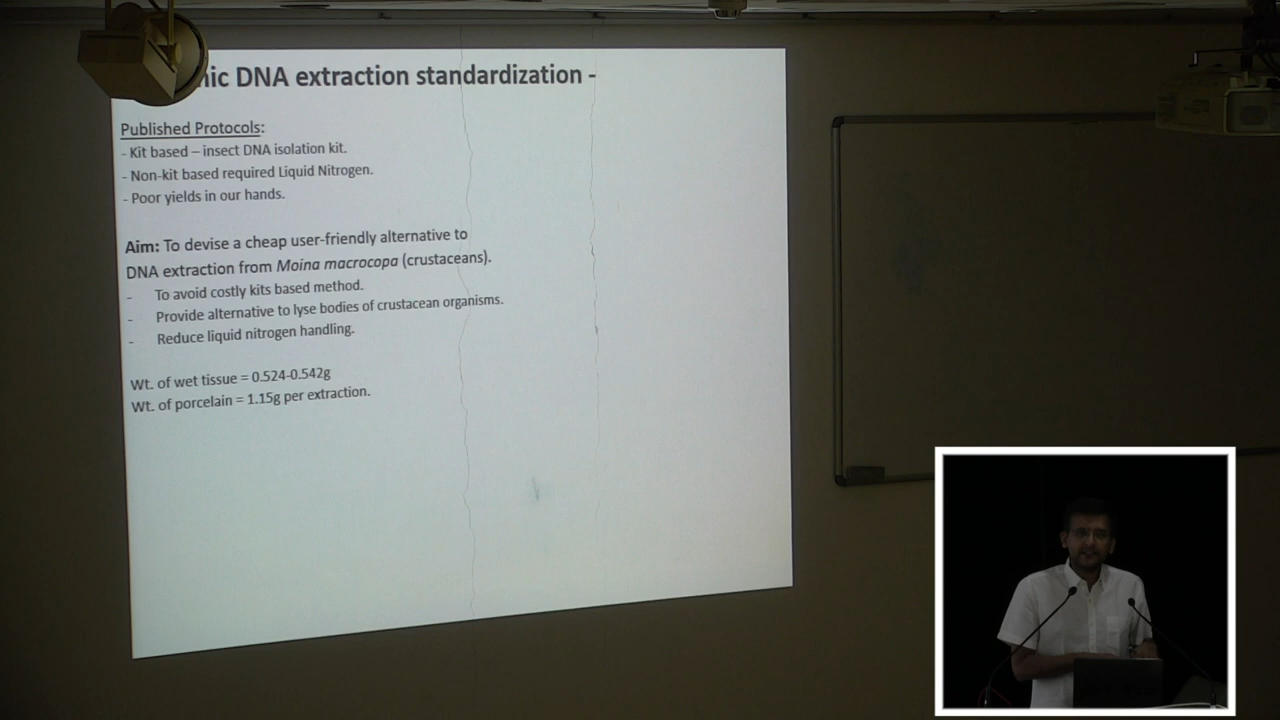 DNA extraction standardization -
Published Protocols:
- Kit based – insect DNA isolation kit.
- Non-kit based required Liquid Nitrogen.
- Poor yields in our hands.
Aim: To devise a cheap user-friendly alternative to
DNA extraction from Moina macrocopa (crustaceans).
- To avoid costly kits based method.
- Provide alternative to lyse bodies of crustacean organisms.
- Reduce liquid nitrogen handling.
Wt. of wet tissue = 0.524-0.542g
Wt. of porcelain = 1.15g per extraction.